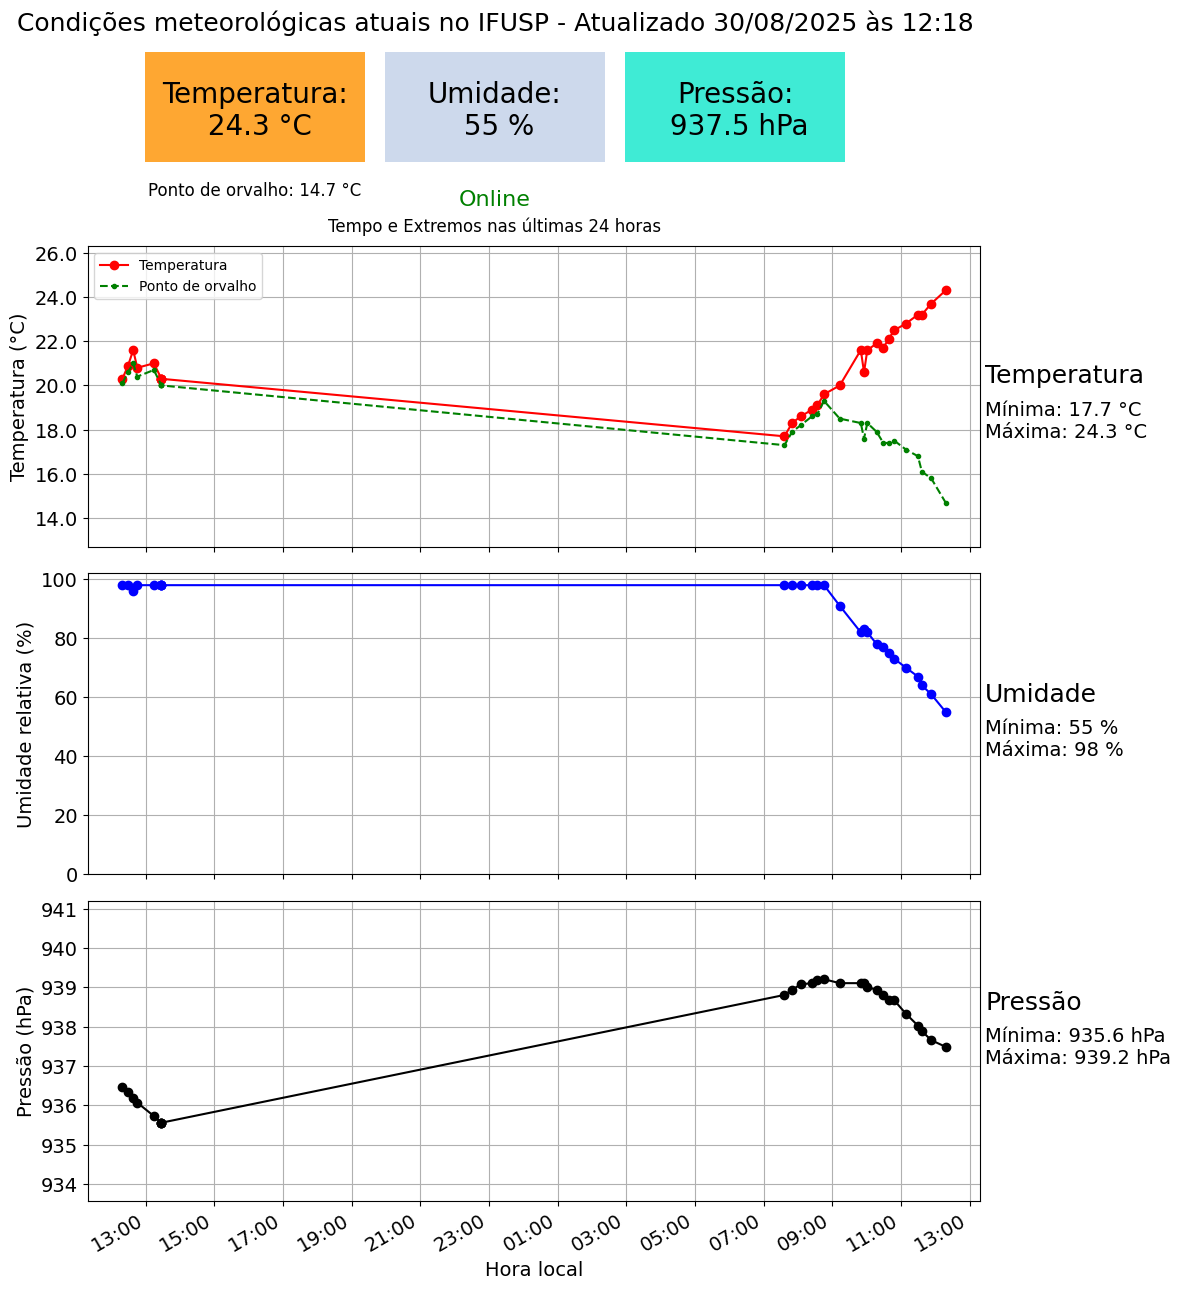 Condições meteorológicas atuais no IFUSP - Atualizado 30/08/2025 às 12:18
Temperatura:
24.3 °C
Umidade:
55 %
Pressão:
937.5 hPa
Ponto de orvalho: 14.7 °C
Online
Tempo e Extremos nas últimas 24 horas
Temperatura (°C)
26.0
24.0
22.0
20.0
18.0
16.0
14.0
Temperatura
Ponto de orvalho
Temperatura
Mínima: 17.7 °C
Máxima: 24.3 °C
Umidade relativa (%)
100
80
60
40
20
0
Umidade
Mínima: 55 %
Máxima: 98 %
Pressão (hPa)
941
940
939
938
937
936
935
934
Pressão
Mínima: 935.6 hPa
Máxima: 939.2 hPa
13:00 15:00 17:00 19:00 21:00 23:00 01:00 03:00 05:00 07:00 09:00 11:00 13:00
Hora local